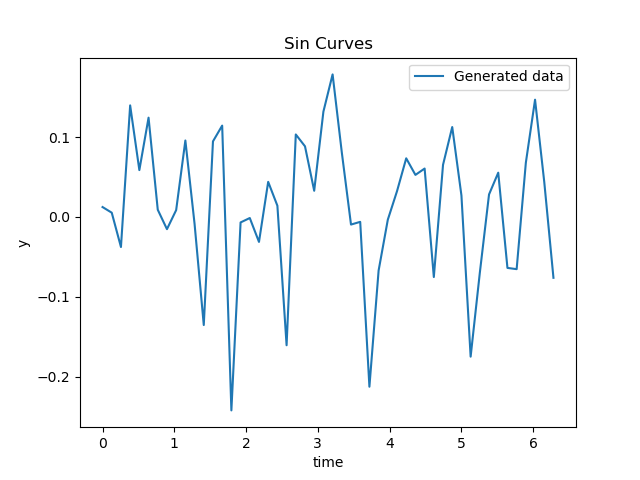 Sin Curves
Generated data
y
0.1
0.0
−0.1
−0.2
0 1 2 3 4 5 6
time